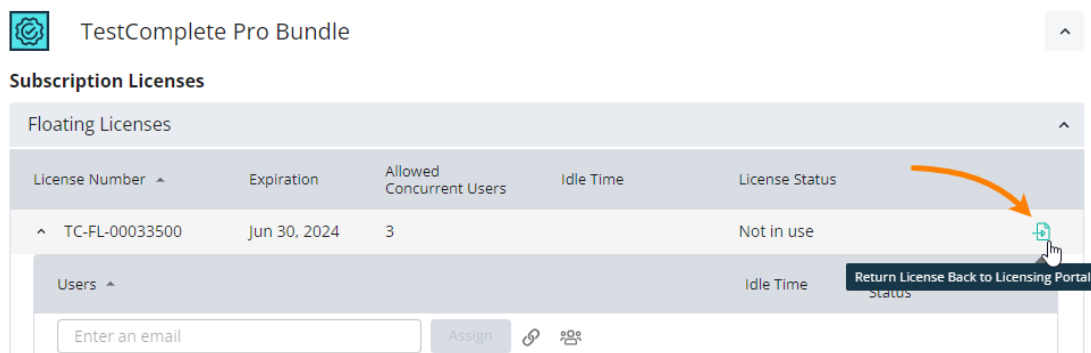 TestComplete Pro Bundle
Subscription Licenses
Floating Licenses
License Number Expiration Allowed Concurrent Users Idle Time License Status
TC-FL-00033500 Jun 30, 2024 3 Not in use
Return License Back to Licensing Portal
Users Idle Time Status
Enter an email Assign